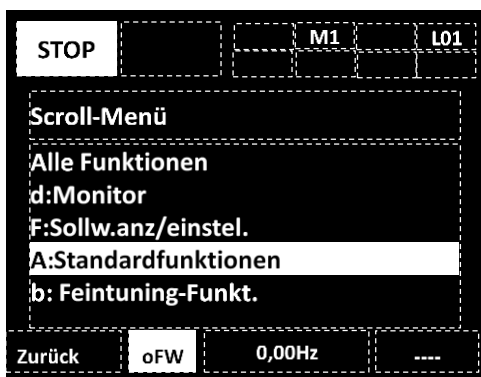 STOP M1 L01
Scroll-Menü
Alle Funktionen
d:Monitor
F:Sollw.anz/einstel.
A:Standardfunktionen
b: Feintuning-Funkt.
Zurück oFW 0,00Hz ----